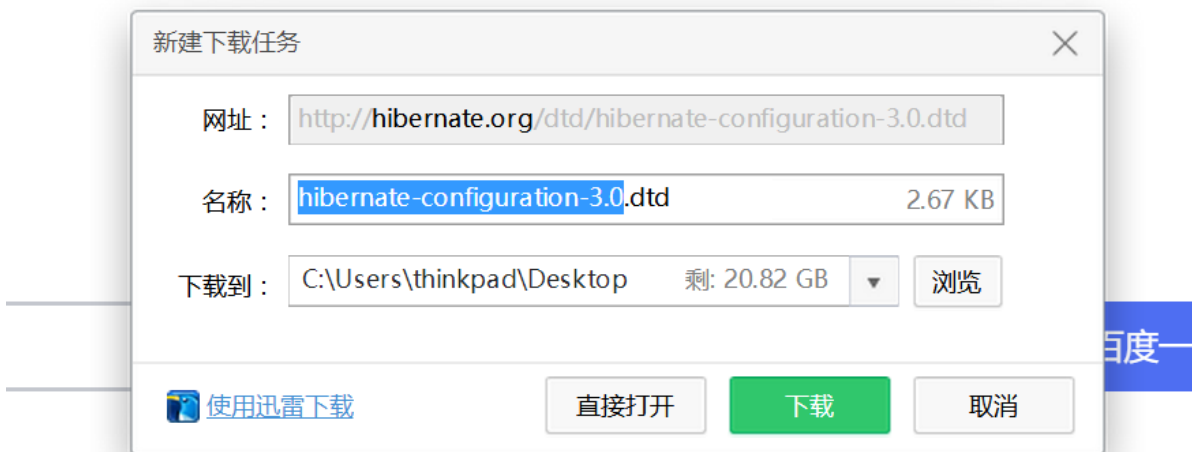 新建下载任务
网址： http://hibernate.org/dtd/hibernate-configuration-3.0.dtd
名称： hibernate-configuration-3.0.dtd 2.67 KB
下载到： C:\Users\thinkpad\Desktop 剩: 20.82 GB 浏览
百度一
使用迅雷下载 直接打开 下载 取消